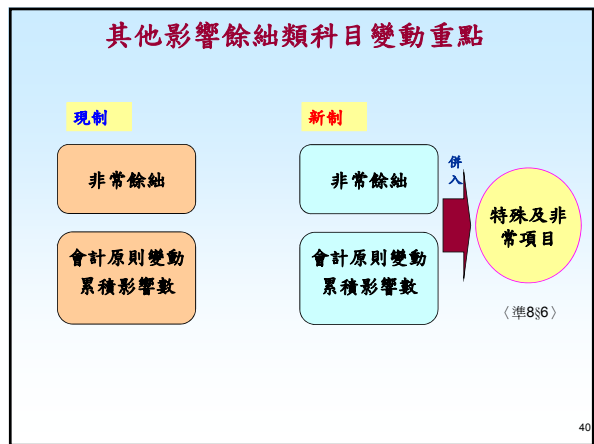 其他影響餘絀類科目變動重點
現制
新制
非常餘絀
會計原則變動
累積影響數
非常餘絀
會計原則變動
累積影響數
併
入
特殊及非
常項目
〈準8§6〉
40